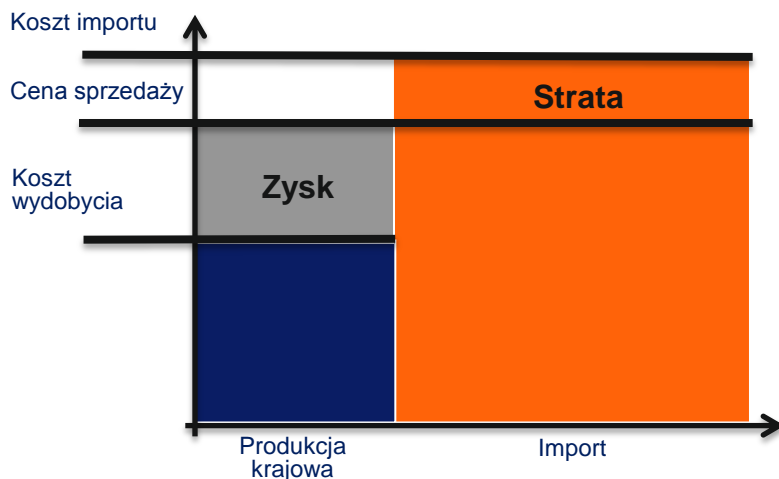 Koszt importu
Cena sprzedaży
Strata
Koszt
wydobycia
Zysk
Produkcja
krajowa
Import